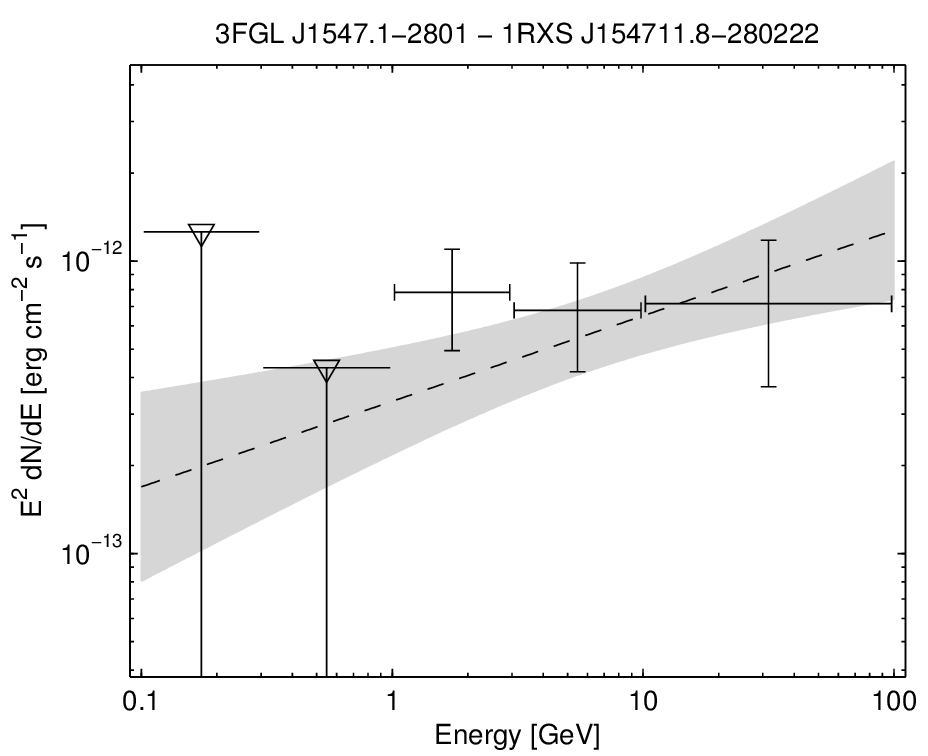 3FGL J1547.1−2801 − 1RXS J154711.8−280222
E² dN/dE [erg cm⁻² s⁻¹]
10⁻¹²
10⁻¹³
0.1 1 10 100
Energy [GeV]